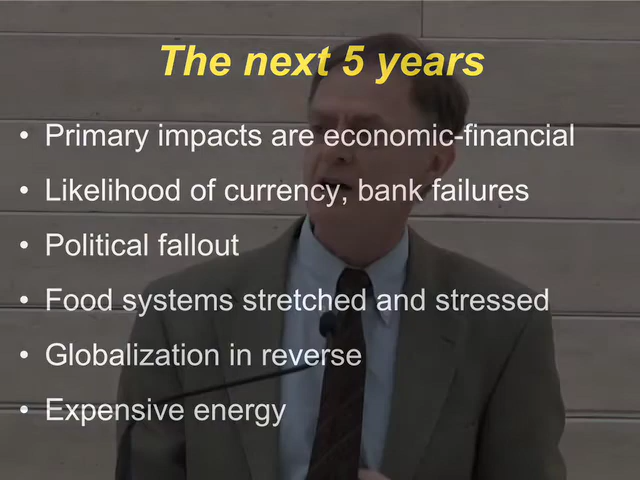 The next 5 years
• Primary impacts are economic-financial
• Likelihood of currency, bank failures
• Political fallout
• Food systems stretched and stressed
• Globalization in reverse
• Expensive energy